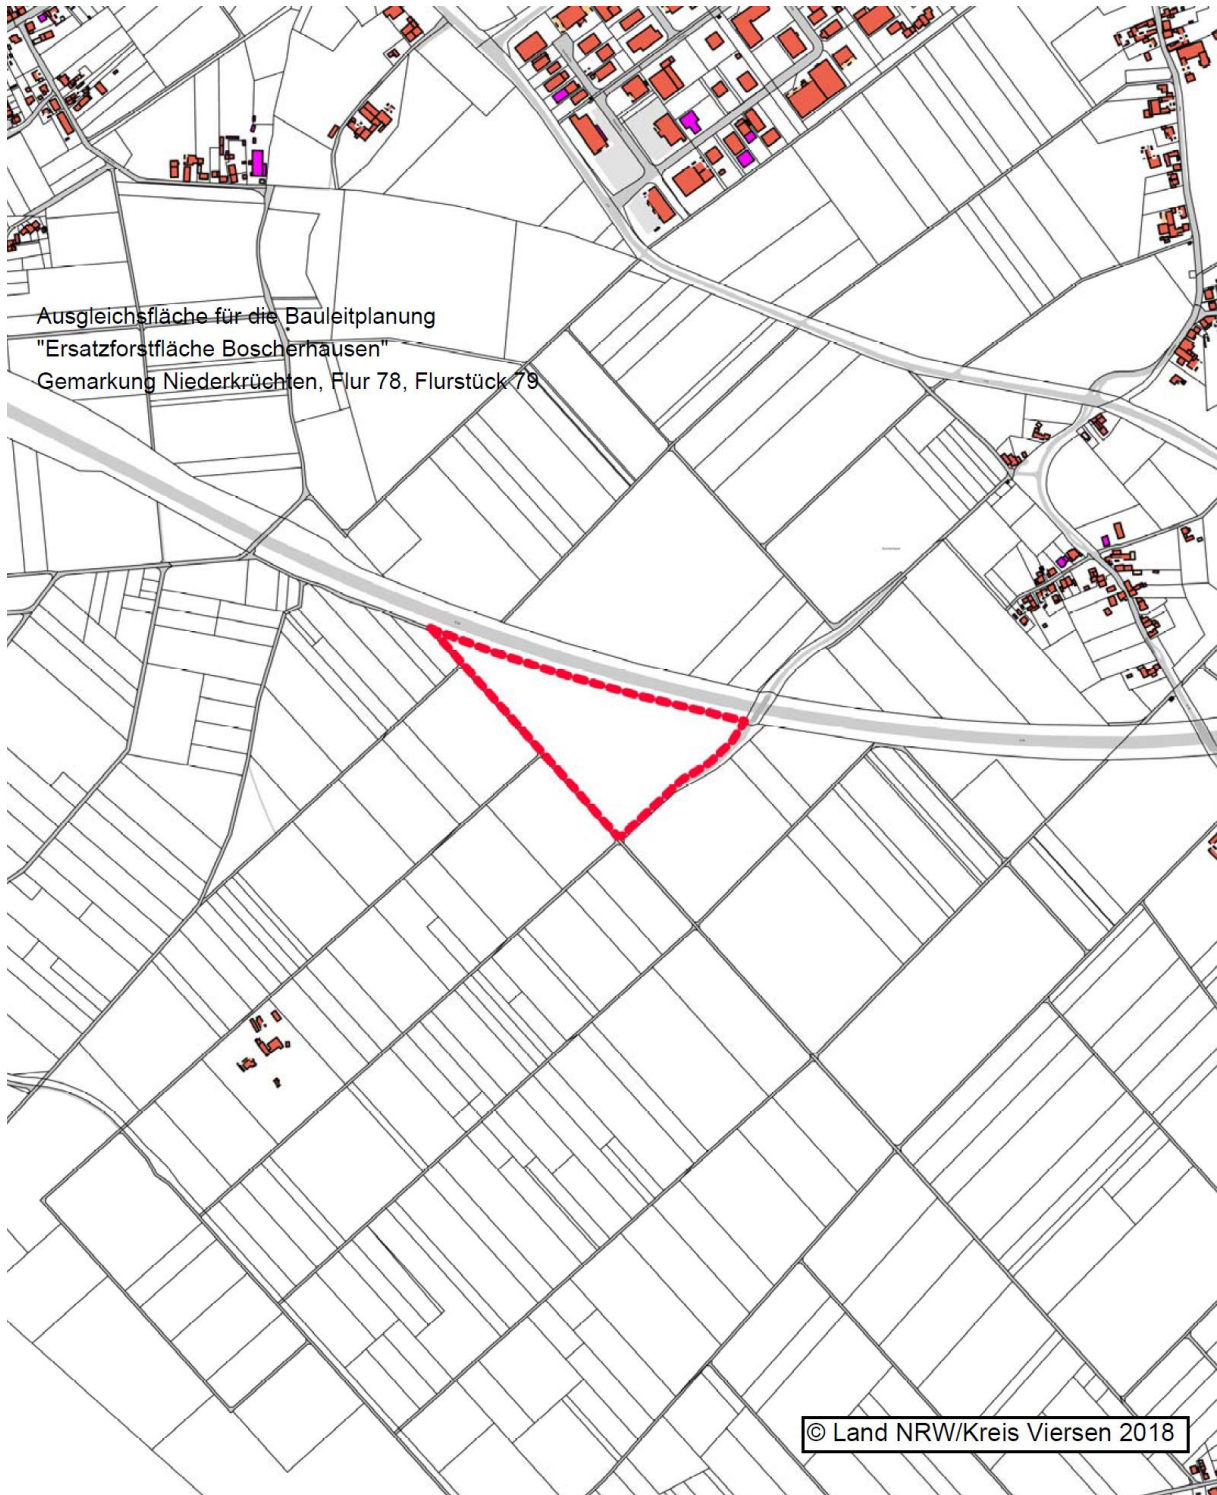 Ausgleichsfläche für die Bauleitplanung
"Ersatzforstfläche Boscherhausen"
Gemarkung Niederkrüchten, Flur 78, Flurstück 79
© Land NRW/Kreis Viersen 2018